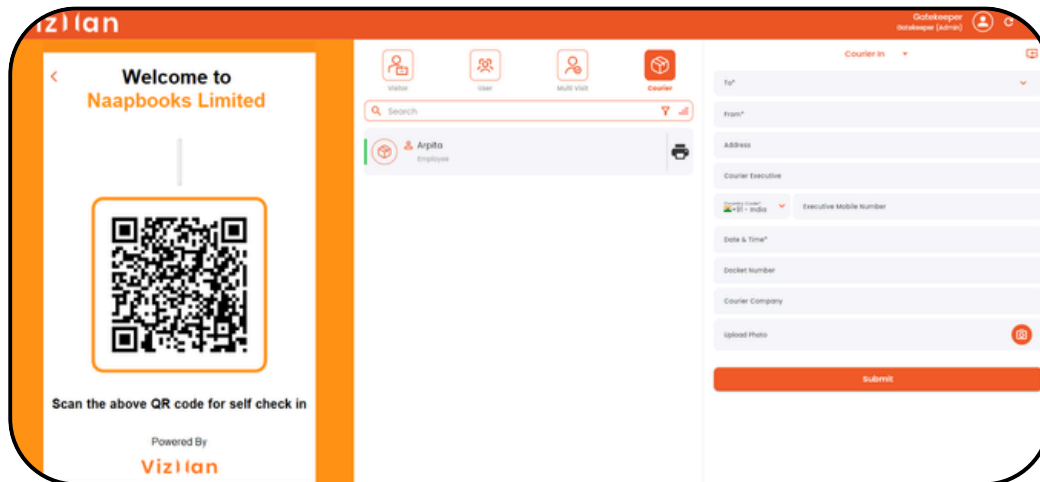 Gatekeeper
Gatekeeper (Admin)
Welcome to
Naapbooks Limited
Scan the above QR code for self check in
Powered By
Visitor
User
Multi Visit
Courier
Search
Arpita
Employee
Courier In
To*
From*
Address
Courier Executive
Country Code*
+91 - India
Executive Mobile Number
Date & Time*
Docket Number
Courier Company
Upload Photo
Submit